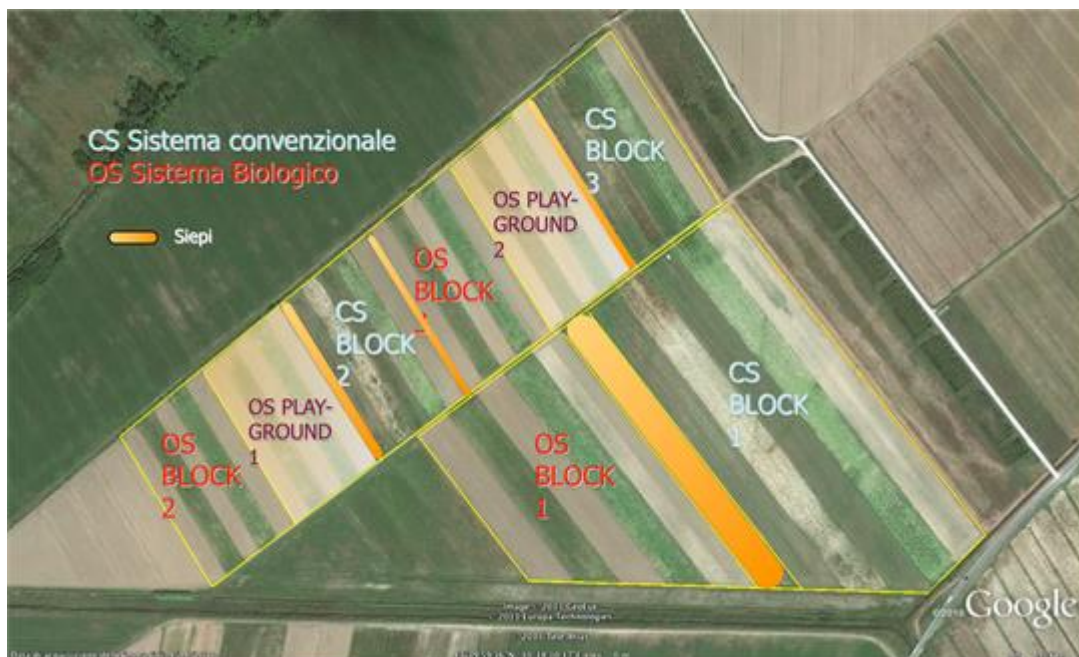 CS Sistema convenzionale
OS Sistema Biologico
Siepi
CS
BLOCK
3
OS PLAY-
GROUND
2
OS
BLOCK
CS
BLOCK
2
OS PLAY-
GROUND
1
OS
BLOCK
2
CS
BLOCK
1
OS
BLOCK
1
Google